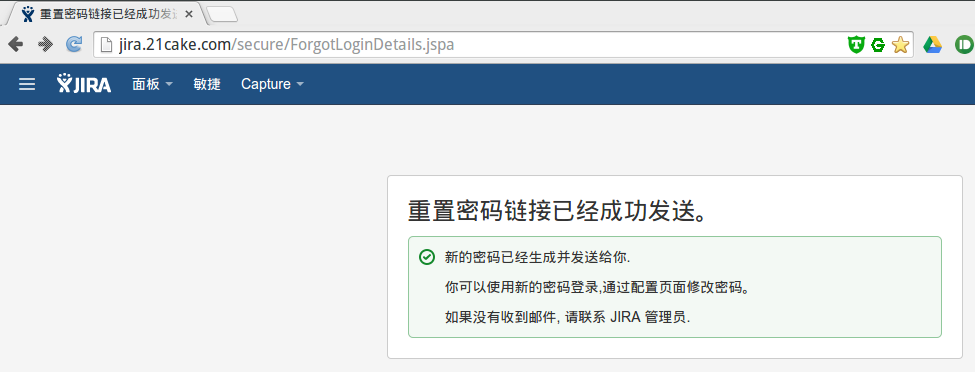 重置密码链接已经成功发送
jira.21cake.com/secure/ForgotLoginDetails.jspa
JIRA 面板 敏捷 Capture
重置密码链接已经成功发送。
新的密码已经生成并发送给你.
你可以使用新的密码登录,通过配置页面修改密码。
如果没有收到邮件, 请联系 JIRA 管理员.